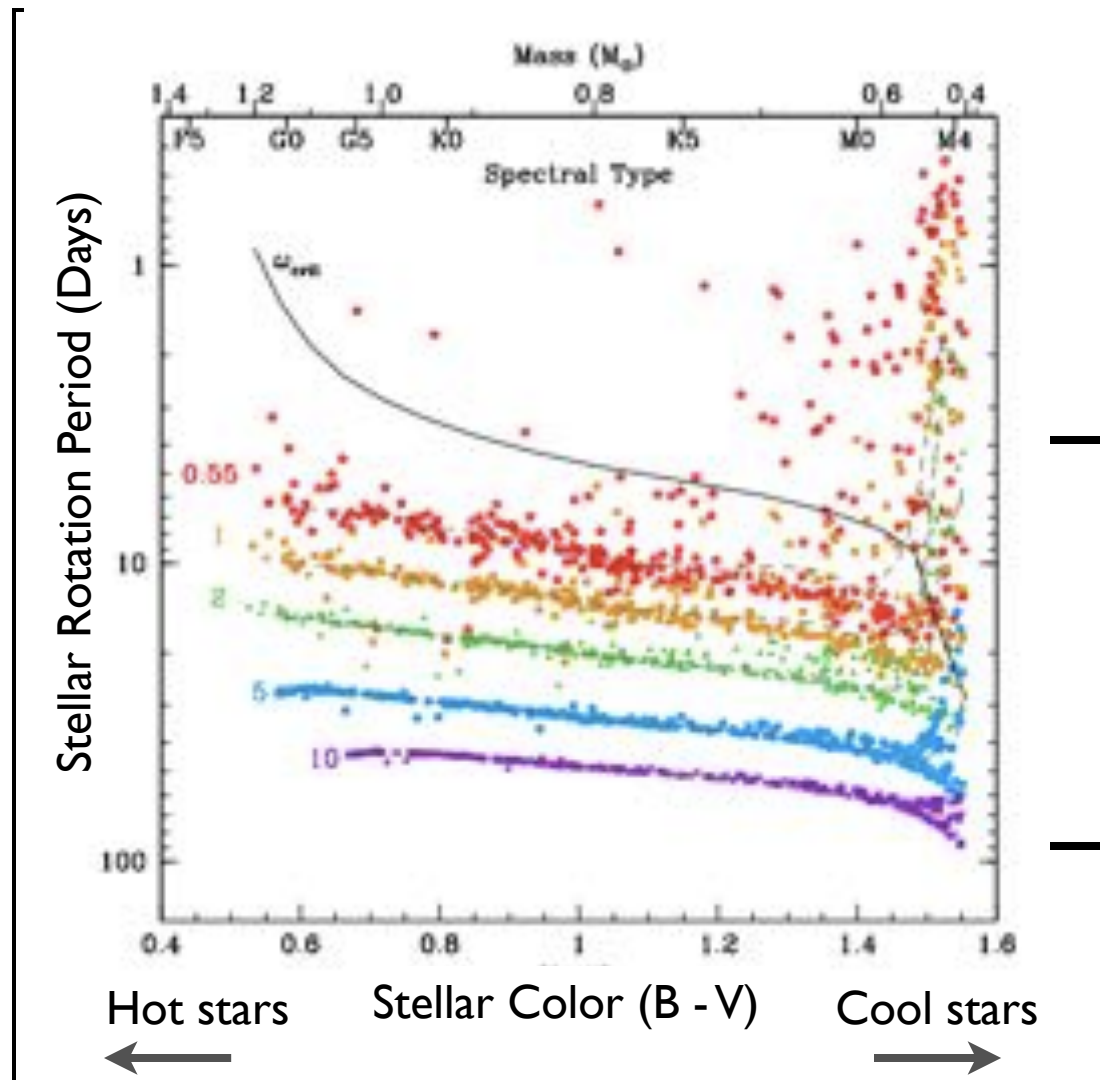 Mass (M⊙)
1.4 1.2 1.0 0.8 0.6 0.4
F5 G0 G5 K0 K5 M0 M4
Spectral Type
Stellar Rotation Period (Days)
1
ω
0.55
1
10
2
5
10
100
0.4 0.6 0.8 1 1.2 1.4 1.6
Hot stars Stellar Color (B - V) Cool stars